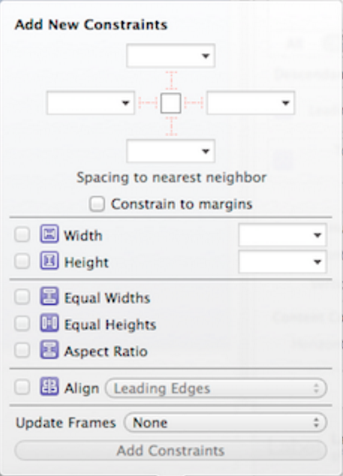 Add New Constraints
Spacing to nearest neighbor
Constrain to margins
Width
Height
Equal Widths
Equal Heights
Aspect Ratio
Align Leading Edges
Update Frames None
Add Constraints